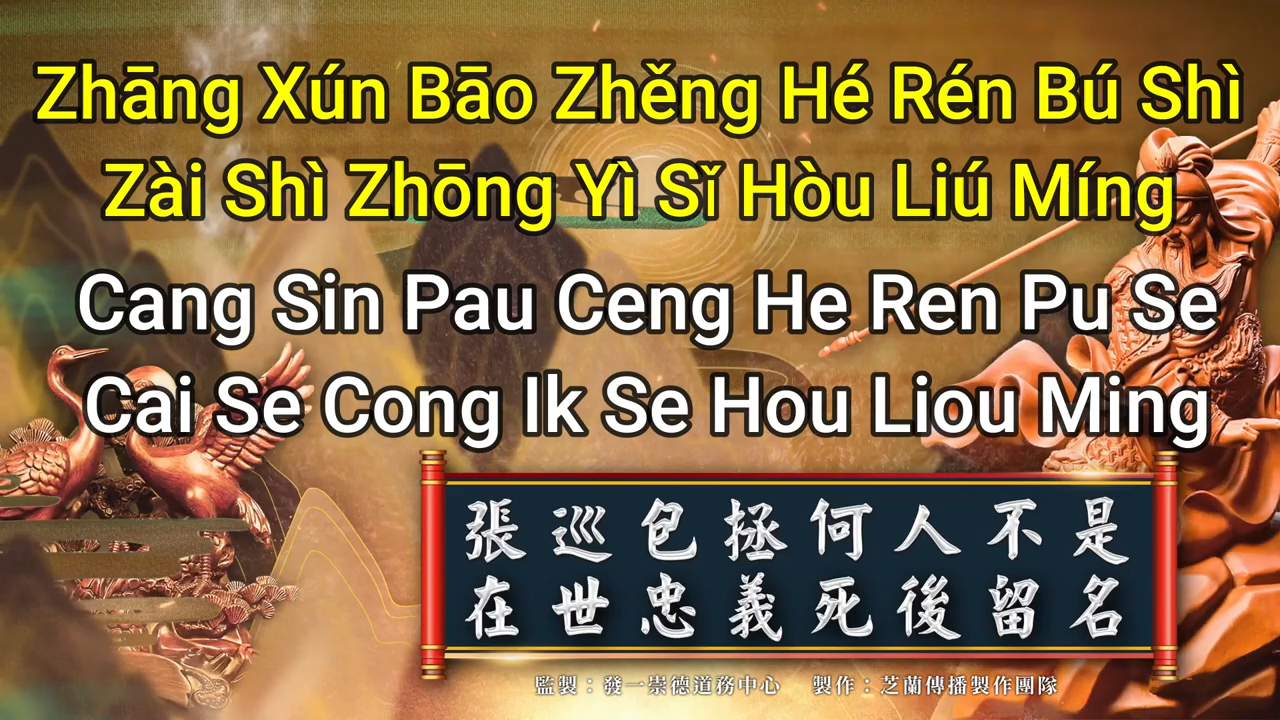 Zhāng Xún Bāo Zhěng Hé Rén Bú Shì
Zài Shì Zhōng Yì Sǐ Hòu Liú Míng
Cang Sin Pau Ceng He Ren Pu Se
Cai Se Cong Ik Se Hou Liou Ming
張巡包拯何人不是
在世忠義死後留名
監製：發一崇德道務中心 製作：芝蘭傳播製作團隊